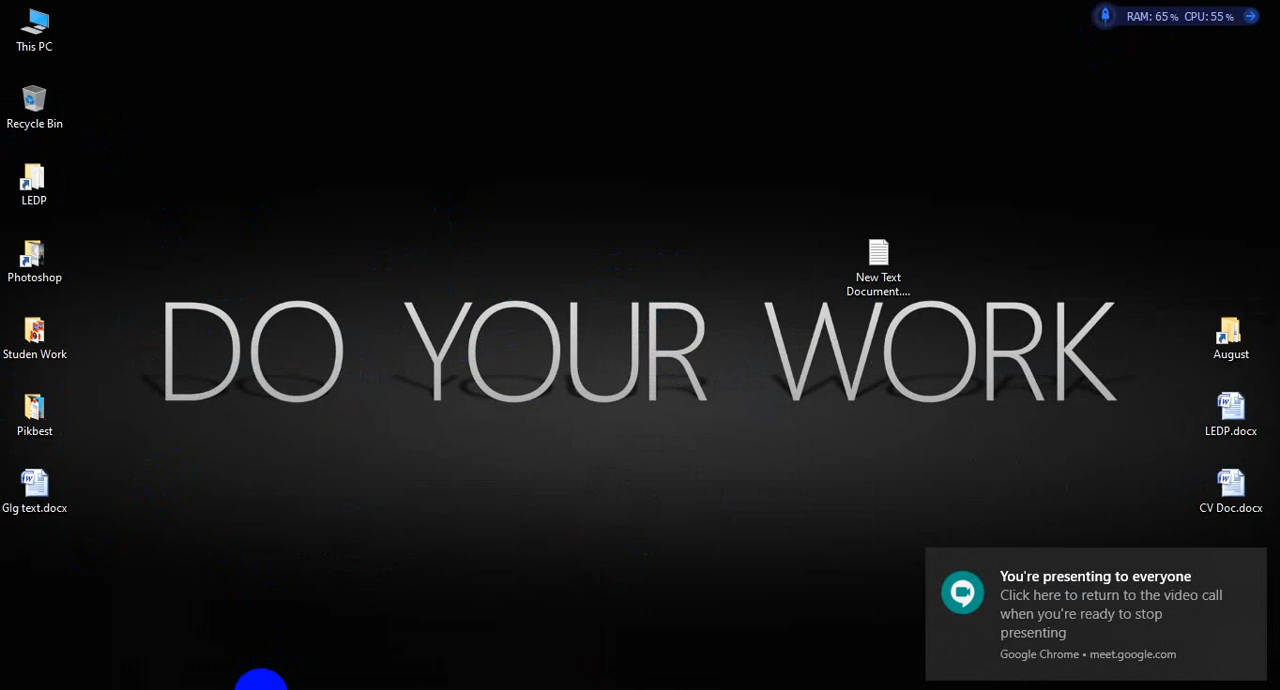 RAM: 65% CPU: 55%
This PC
Recycle Bin
LEDP
Photoshop
New Text
Document....
DO YOUR WORK
Studen Work
August
Pikbest
LEDP.docx
Glg text.docx
CV Doc.docx
You're presenting to everyone
Click here to return to the video call
when you're ready to stop
presenting
Google Chrome • meet.google.com